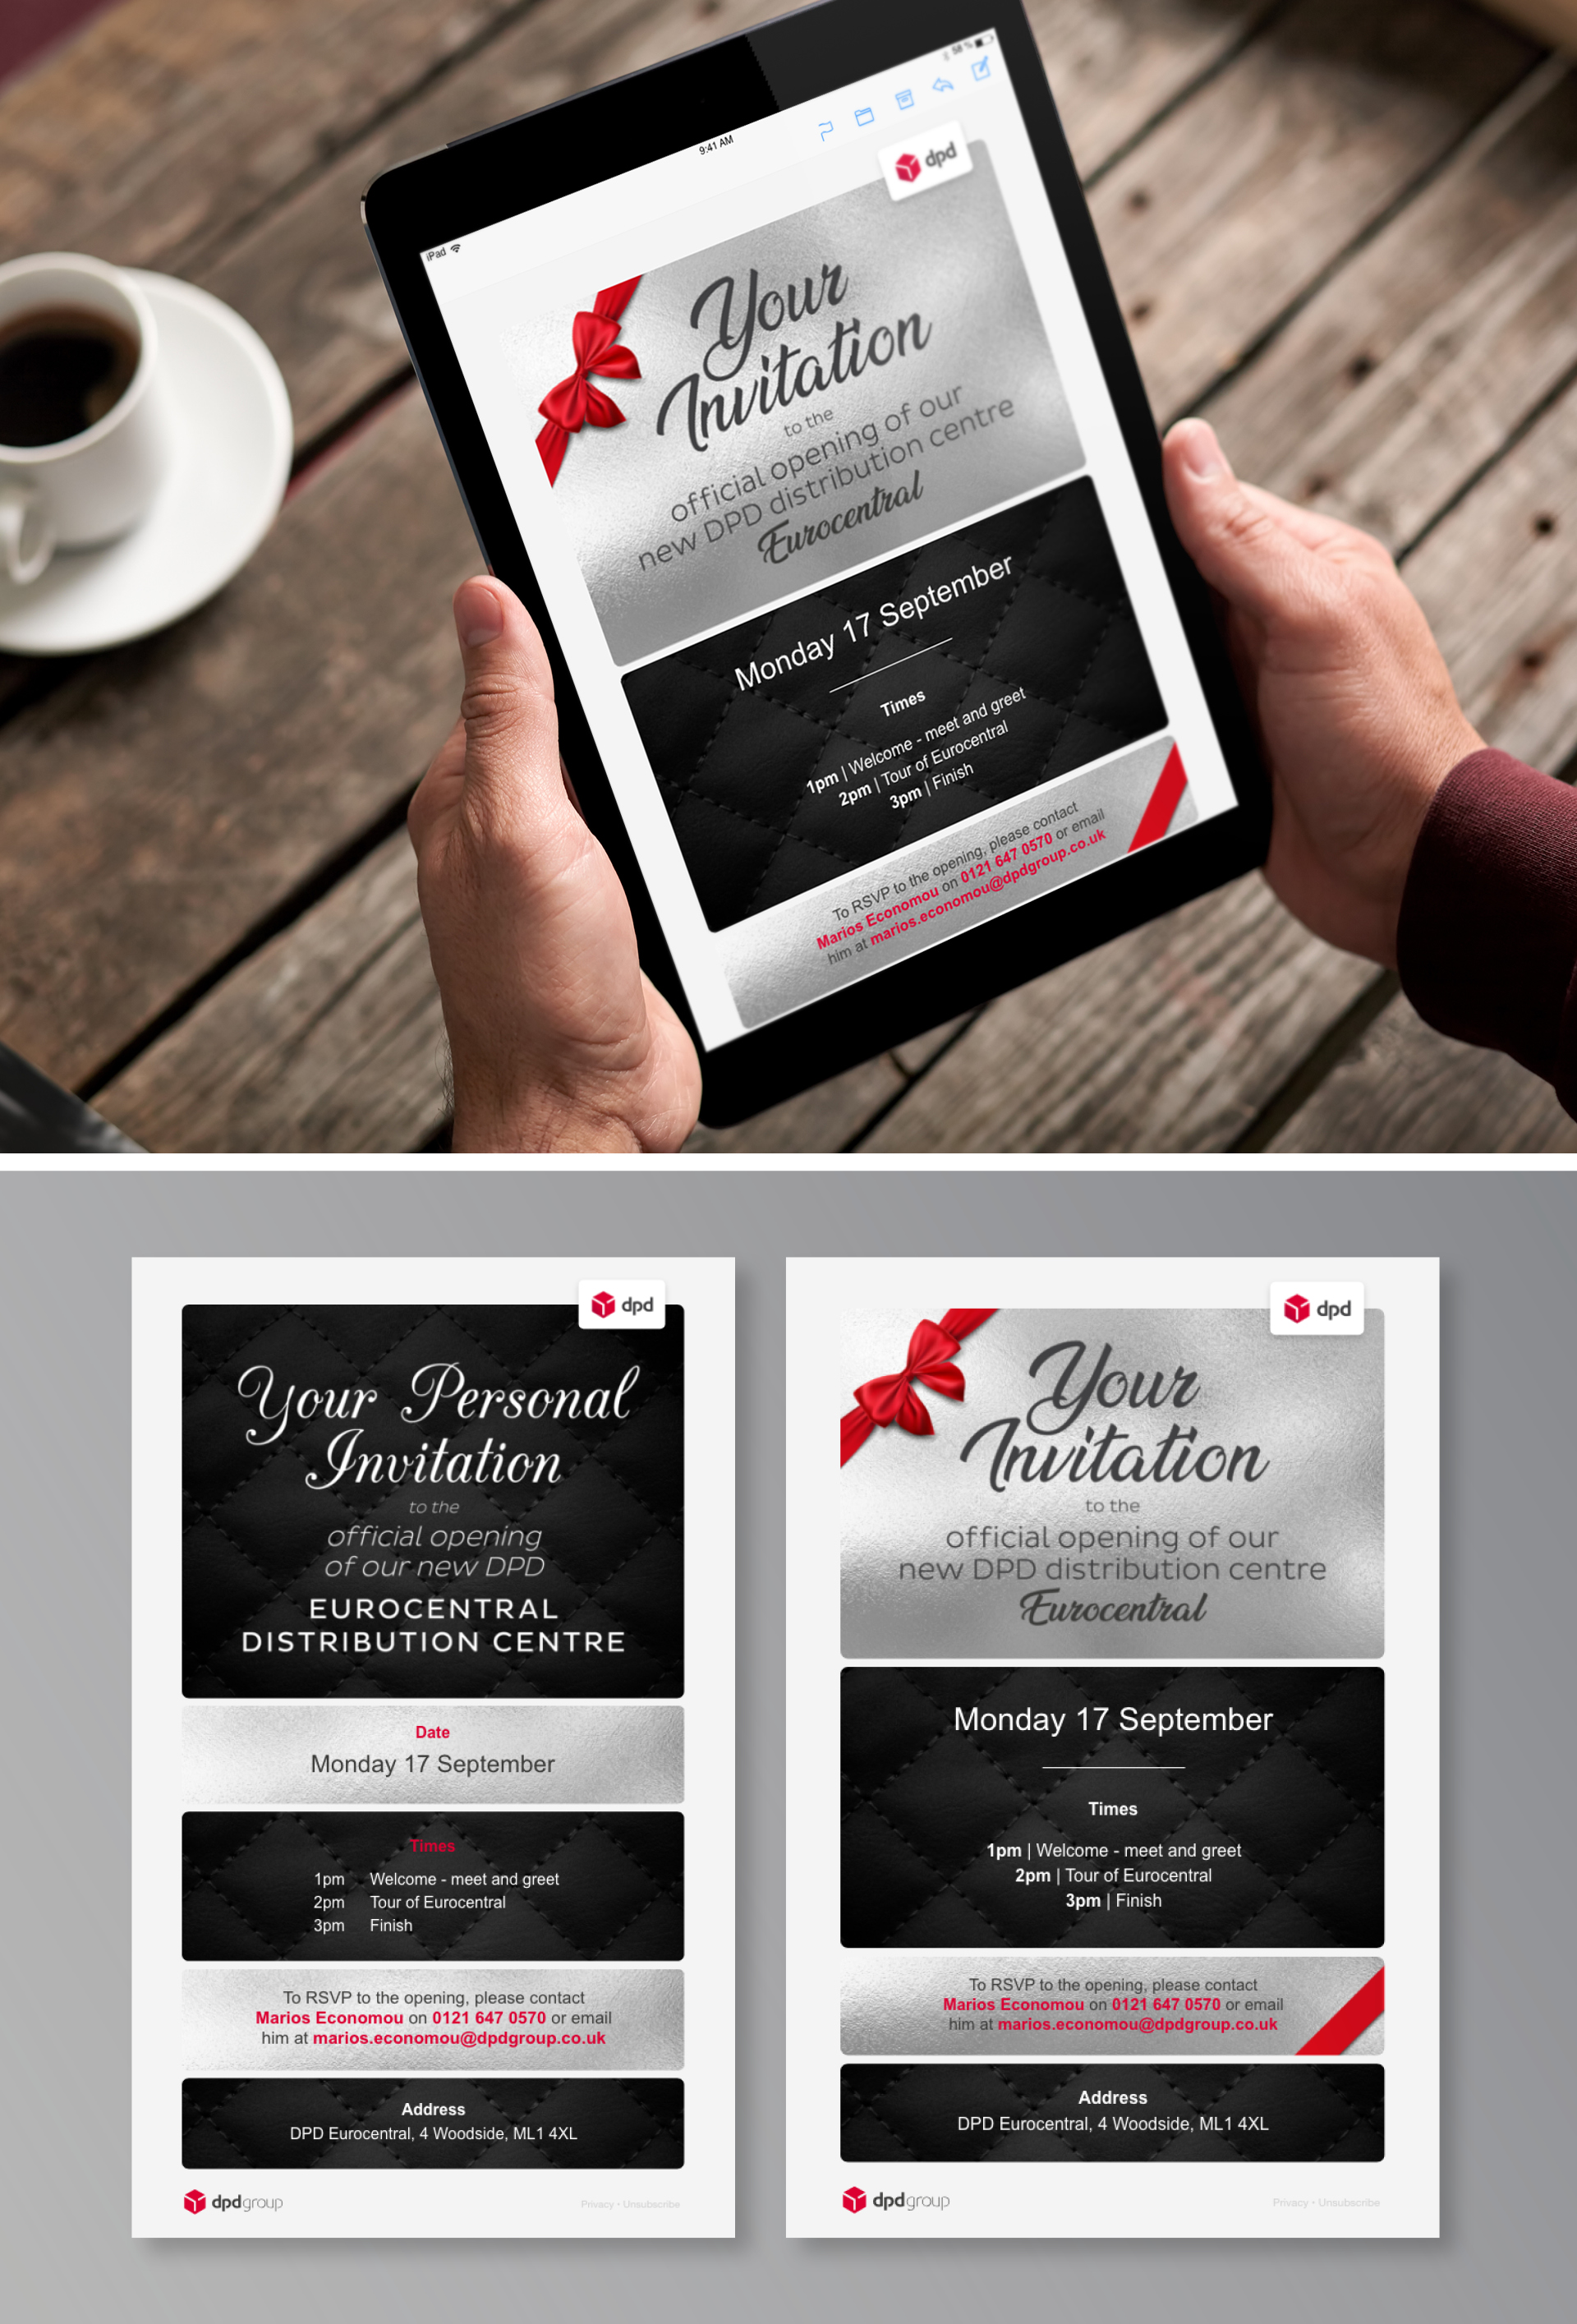 iPad
9:41 AM
58 %
dpd
Your
Invitation
to the
official opening of our
new DPD distribution centre
Eurocentral
Monday 17 September
Times
1pm | Welcome - meet and greet
2pm | Tour of Eurocentral
3pm | Finish
To RSVP to the opening, please contact
Marios Economou on 0121 647 0570 or email
him at marios.economou@dpdgroup.co.uk
dpd
Your Personal
Invitation
to the
official opening
of our new DPD
EUROCENTRAL
DISTRIBUTION CENTRE
Date
Monday 17 September
Times
1pm Welcome - meet and greet
2pm Tour of Eurocentral
3pm Finish
To RSVP to the opening, please contact
Marios Economou on 0121 647 0570 or email
him at marios.economou@dpdgroup.co.uk
Address
DPD Eurocentral, 4 Woodside, ML1 4XL
dpdgroup
Privacy • Unsubscribe
dpd
Your
Invitation
to the
official opening of our
new DPD distribution centre
Eurocentral
Monday 17 September
Times
1pm | Welcome - meet and greet
2pm | Tour of Eurocentral
3pm | Finish
To RSVP to the opening, please contact
Marios Economou on 0121 647 0570 or email
him at marios.economou@dpdgroup.co.uk
Address
DPD Eurocentral, 4 Woodside, ML1 4XL
dpdgroup
Privacy • Unsubscribe